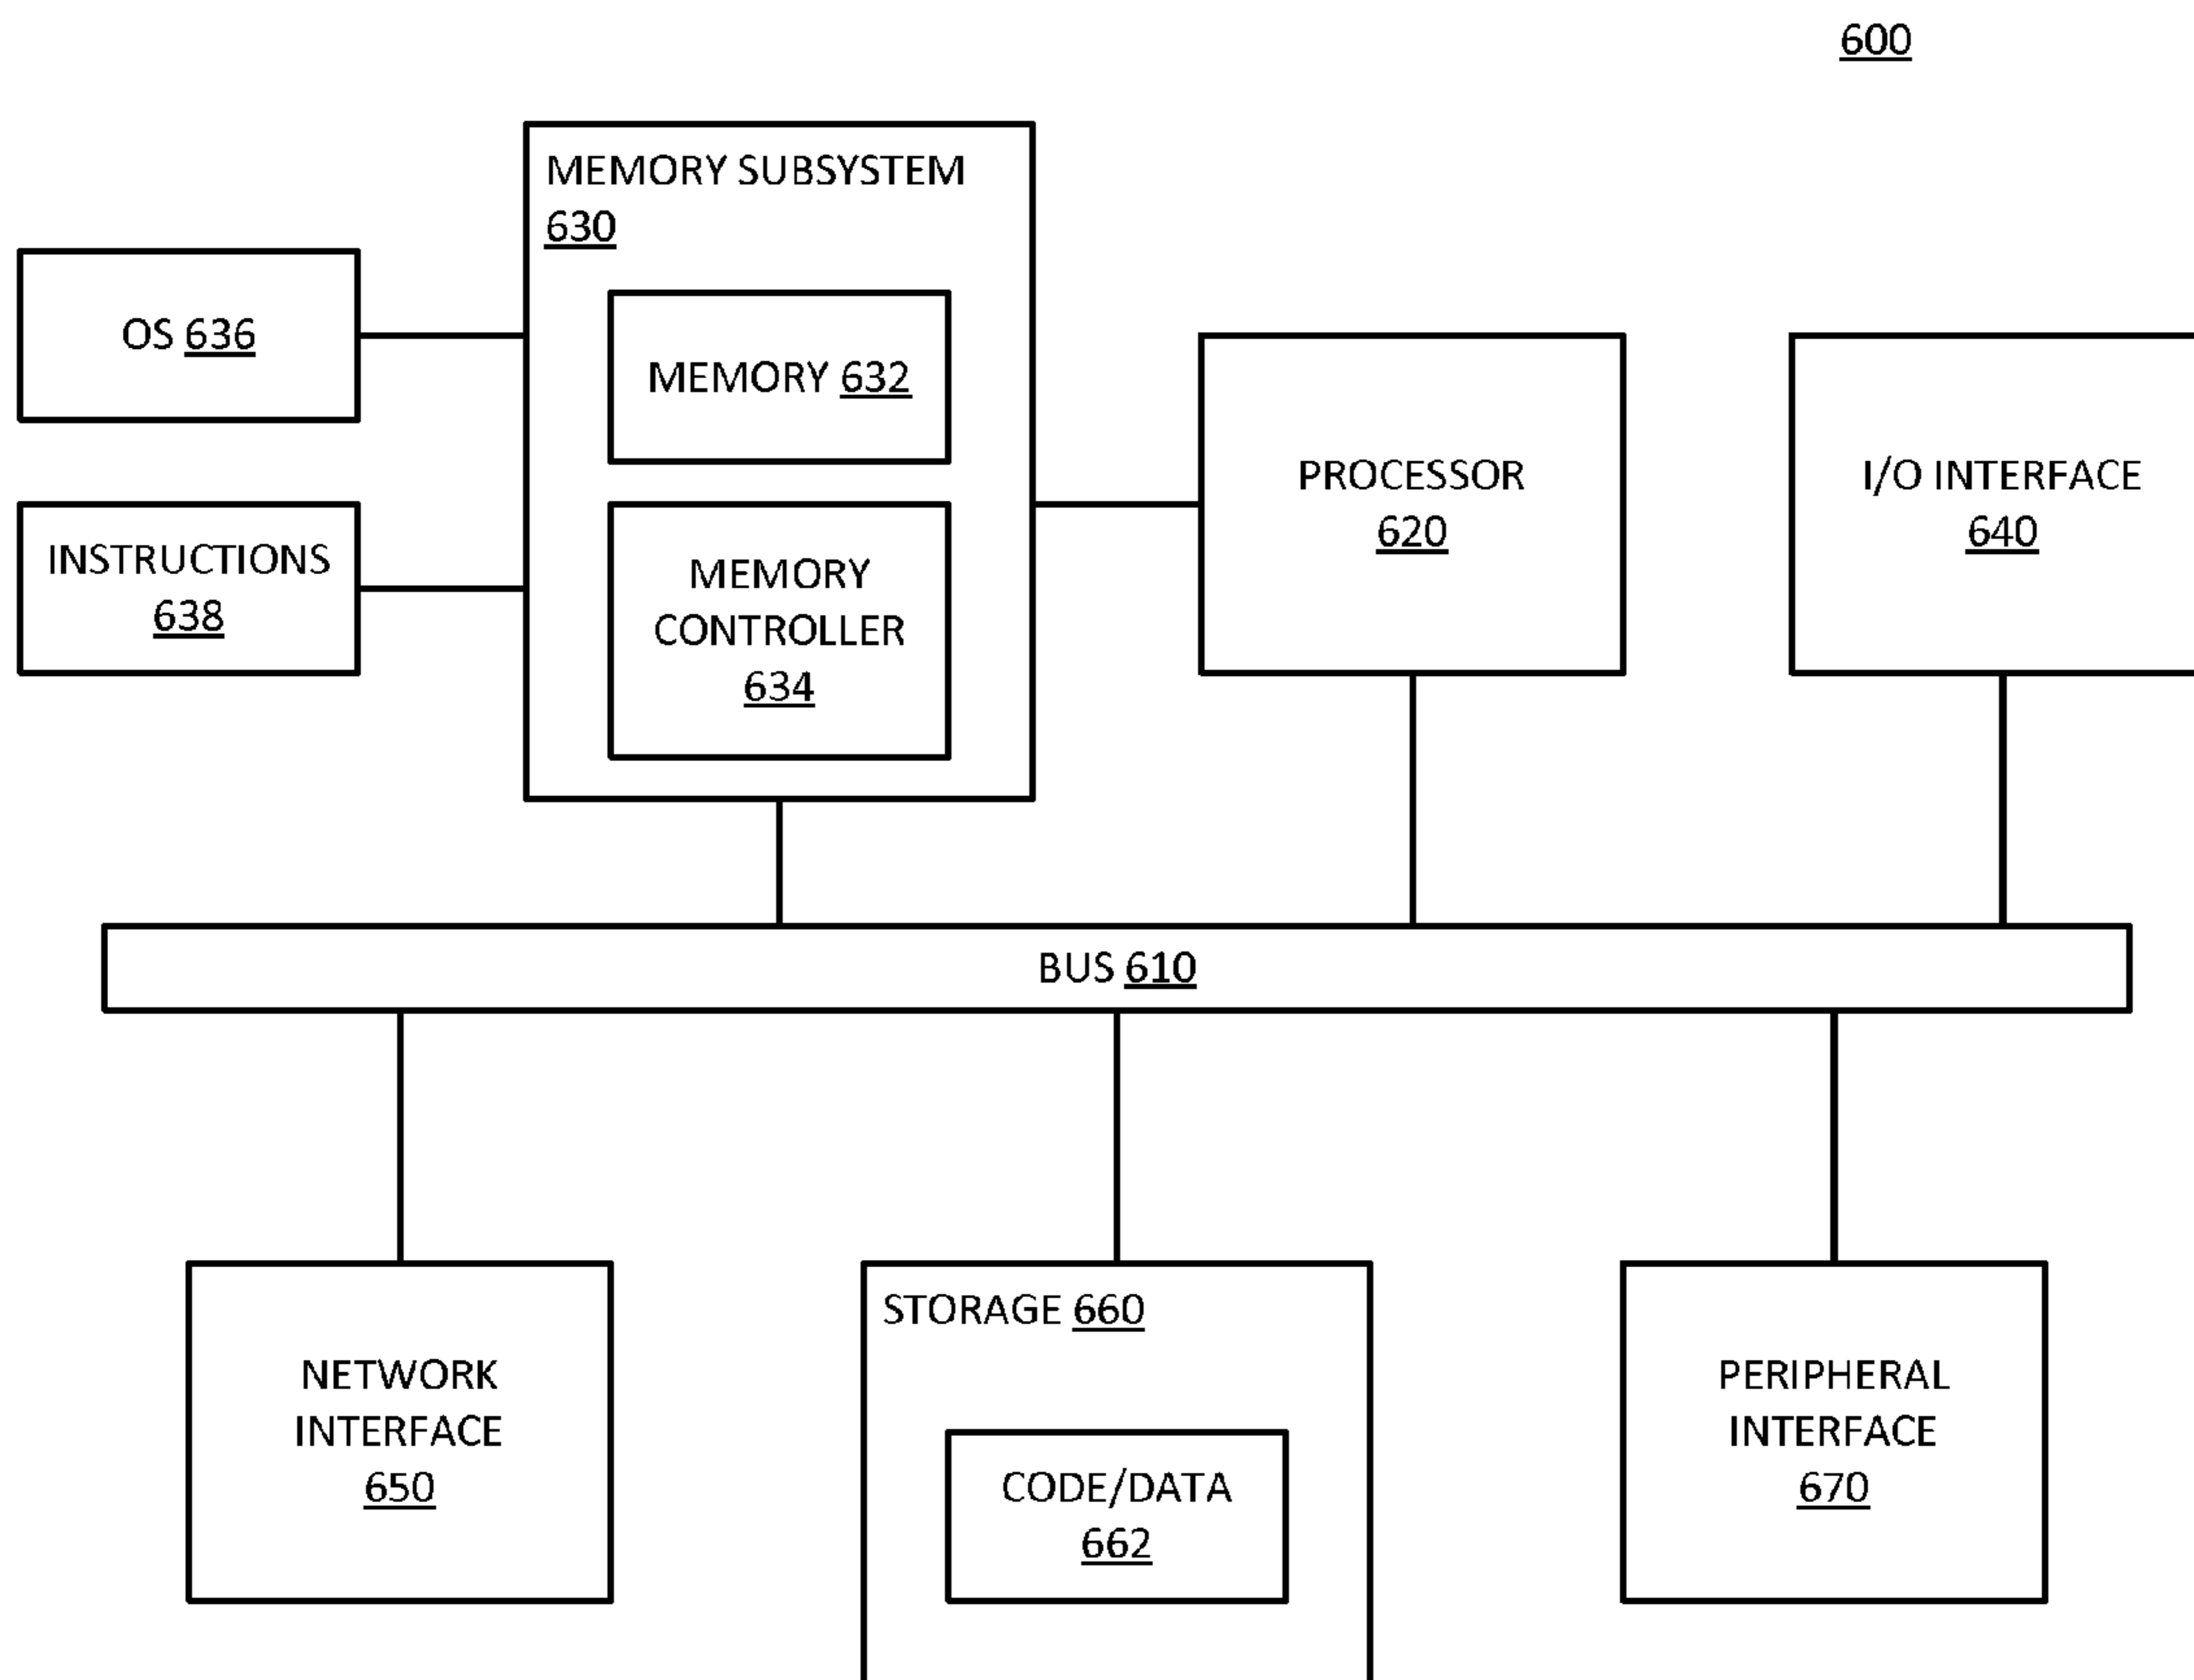 600
MEMORY SUBSYSTEM
630
OS 636
MEMORY 632
INSTRUCTIONS
638
MEMORY
CONTROLLER
634
PROCESSOR
620
I/O INTERFACE
640
BUS 610
NETWORK
INTERFACE
650
STORAGE 660
CODE/DATA
662
PERIPHERAL
INTERFACE
670